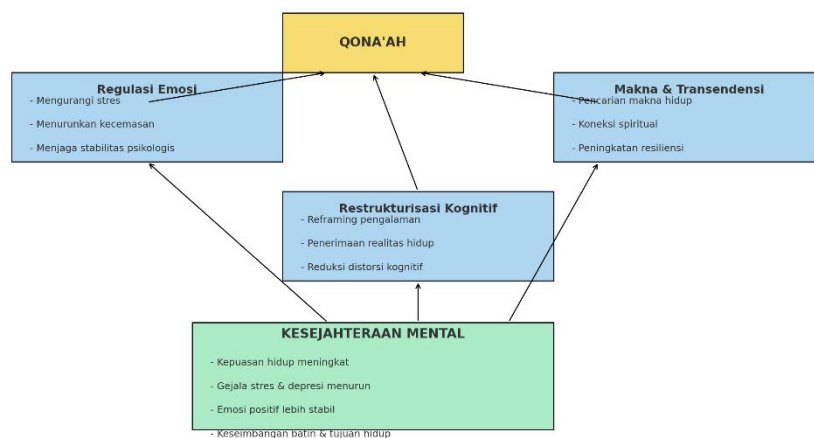 QONA'AH
Regulasi Emosi
- Mengurangi stres
- Menurunkan kecemasan
- Menjaga stabilitas psikologis
Makna & Transendensi
- Pencarian makna hidup
- Koneksi spiritual
- Peningkatan resiliensi
Restrukturisasi Kognitif
- Reframing pengalaman
- Penerimaan realitas hidup
- Reduksi distorsi kognitif
KESEJAHTERAAN MENTAL
- Kepuasan hidup meningkat
- Gejala stres & depresi menurun
- Emosi positif lebih stabil
- Keseimbangan batin & tujuan hidup